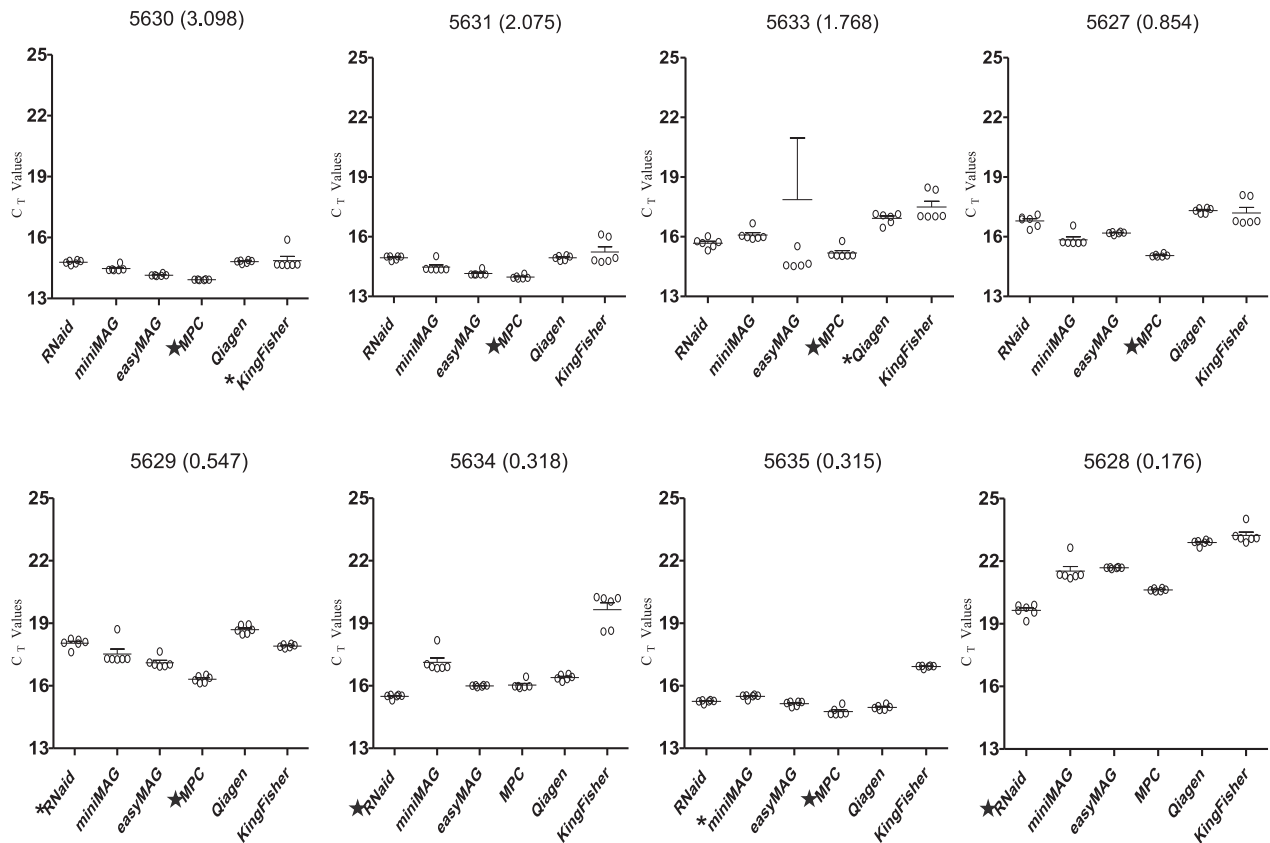 5630 (3.098)
25
22
19
16
13
C T Values
RNaid
miniMAG
easyMAG
★MPC
Qiagen
*KingFisher
5631 (2.075)
25
22
19
16
13
C T Values
RNaid
miniMAG
easyMAG
★MPC
Qiagen
KingFisher
5633 (1.768)
25
22
19
16
13
C T Values
RNaid
miniMAG
easyMAG
★MPC
*Qiagen
KingFisher
5627 (0.854)
25
22
19
16
13
C T Values
RNaid
miniMAG
easyMAG
★MPC
Qiagen
KingFisher
5629 (0.547)
25
22
19
16
13
C T Values
*RNaid
miniMAG
easyMAG
★MPC
Qiagen
KingFisher
5634 (0.318)
25
22
19
16
13
C T Values
★RNaid
miniMAG
easyMAG
MPC
Qiagen
KingFisher
5635 (0.315)
25
22
19
16
13
C T Values
RNaid
*miniMAG
easyMAG
★MPC
Qiagen
KingFisher
5628 (0.176)
25
22
19
16
13
C T Values
★RNaid
miniMAG
easyMAG
MPC
Qiagen
KingFisher